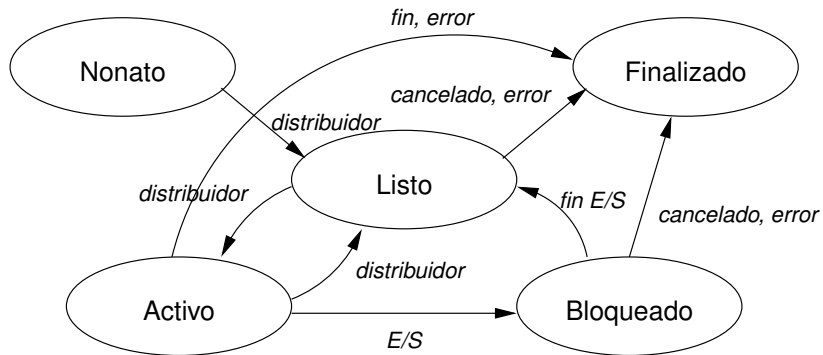 fin, error
Nonato
Finalizado
cancelado, error
distribuidor
Listo
distribuidor
fin E/S
cancelado, error
distribuidor
Activo
Bloqueado
E/S